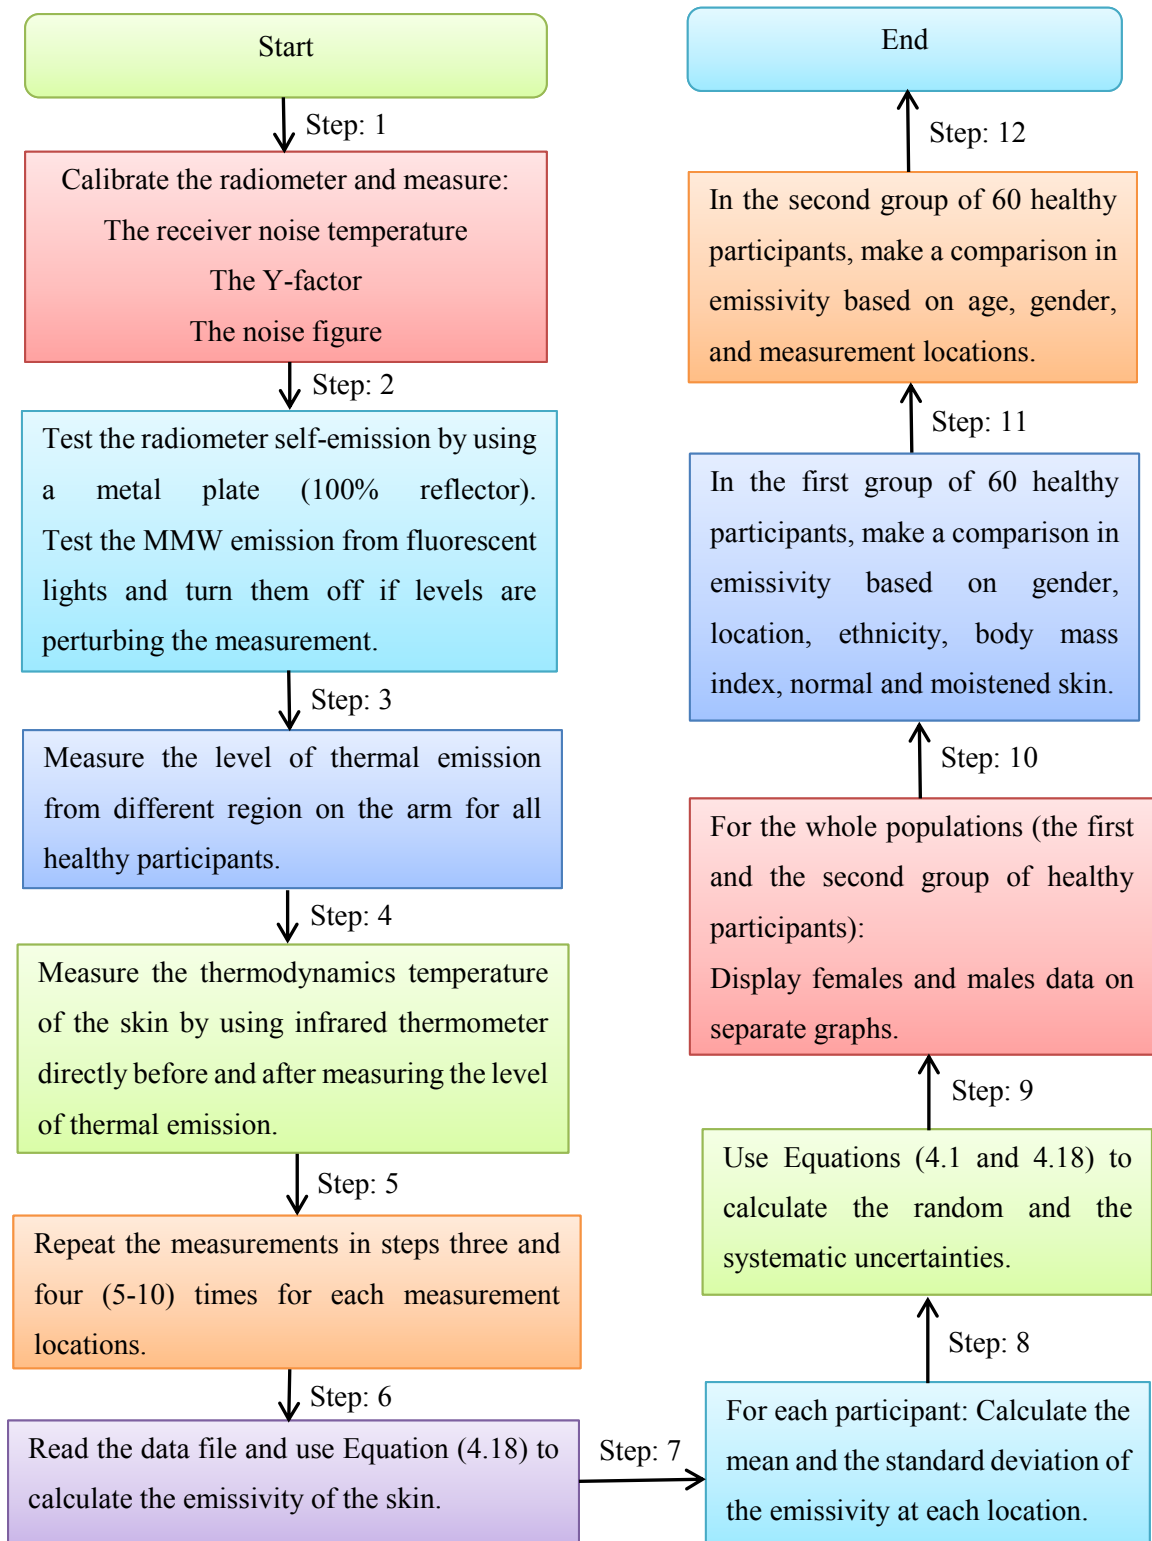 Start
Step: 1
Calibrate the radiometer and measure:
The receiver noise temperature
The Y-factor
The noise figure
Step: 2
Test the radiometer self-emission by using
a metal plate (100% reflector).
Test the MMW emission from fluorescent
lights and turn them off if levels are
perturbing the measurement.
Step: 3
Measure the level of thermal emission
from different region on the arm for all
healthy participants.
Step: 4
Measure the thermodynamics temperature
of the skin by using infrared thermometer
directly before and after measuring the level
of thermal emission.
Step: 5
Repeat the measurements in steps three and
four (5-10) times for each measurement
locations.
Step: 6
Read the data file and use Equation (4.18) to
calculate the emissivity of the skin.
Step: 7
For each participant: Calculate the
mean and the standard deviation of
the emissivity at each location.
Step: 8
Use Equations (4.1 and 4.18) to
calculate the random and the
systematic uncertainties.
Step: 9
For the whole populations (the first
and the second group of healthy
participants):
Display females and males data on
separate graphs.
Step: 10
In the first group of 60 healthy
participants, make a comparison in
emissivity based on gender,
location, ethnicity, body mass
index, normal and moistened skin.
Step: 11
In the second group of 60 healthy
participants, make a comparison in
emissivity based on age, gender,
and measurement locations.
Step: 12
End